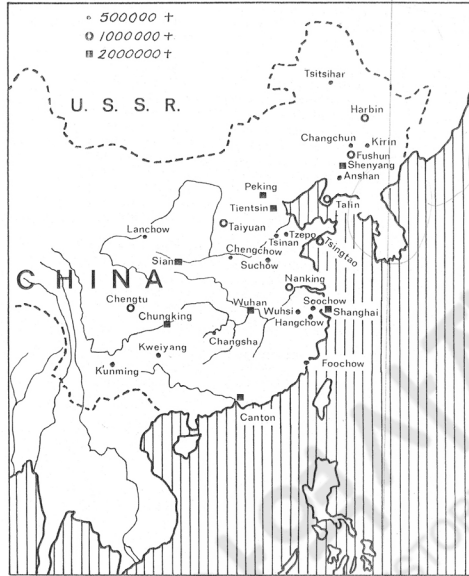 500000 +
1000000 +
2000000 +
U. S. S. R.
Tsitsihar
Harbin
Changchun
Kirin
Fushun
Shenyang
Anshan
Peking
Tientsin
Talin
Lanchow
Taiyuan
Tzepo
Tsinan
Tsingtao
Chengchow
Sian
Suchow
CHINA
Nanking
Chengtu
Wuhan
Wuhsi
Soochow
Shanghai
Chungking
Hangchow
Changsha
Kweiyang
Kunming
Foochow
Canton